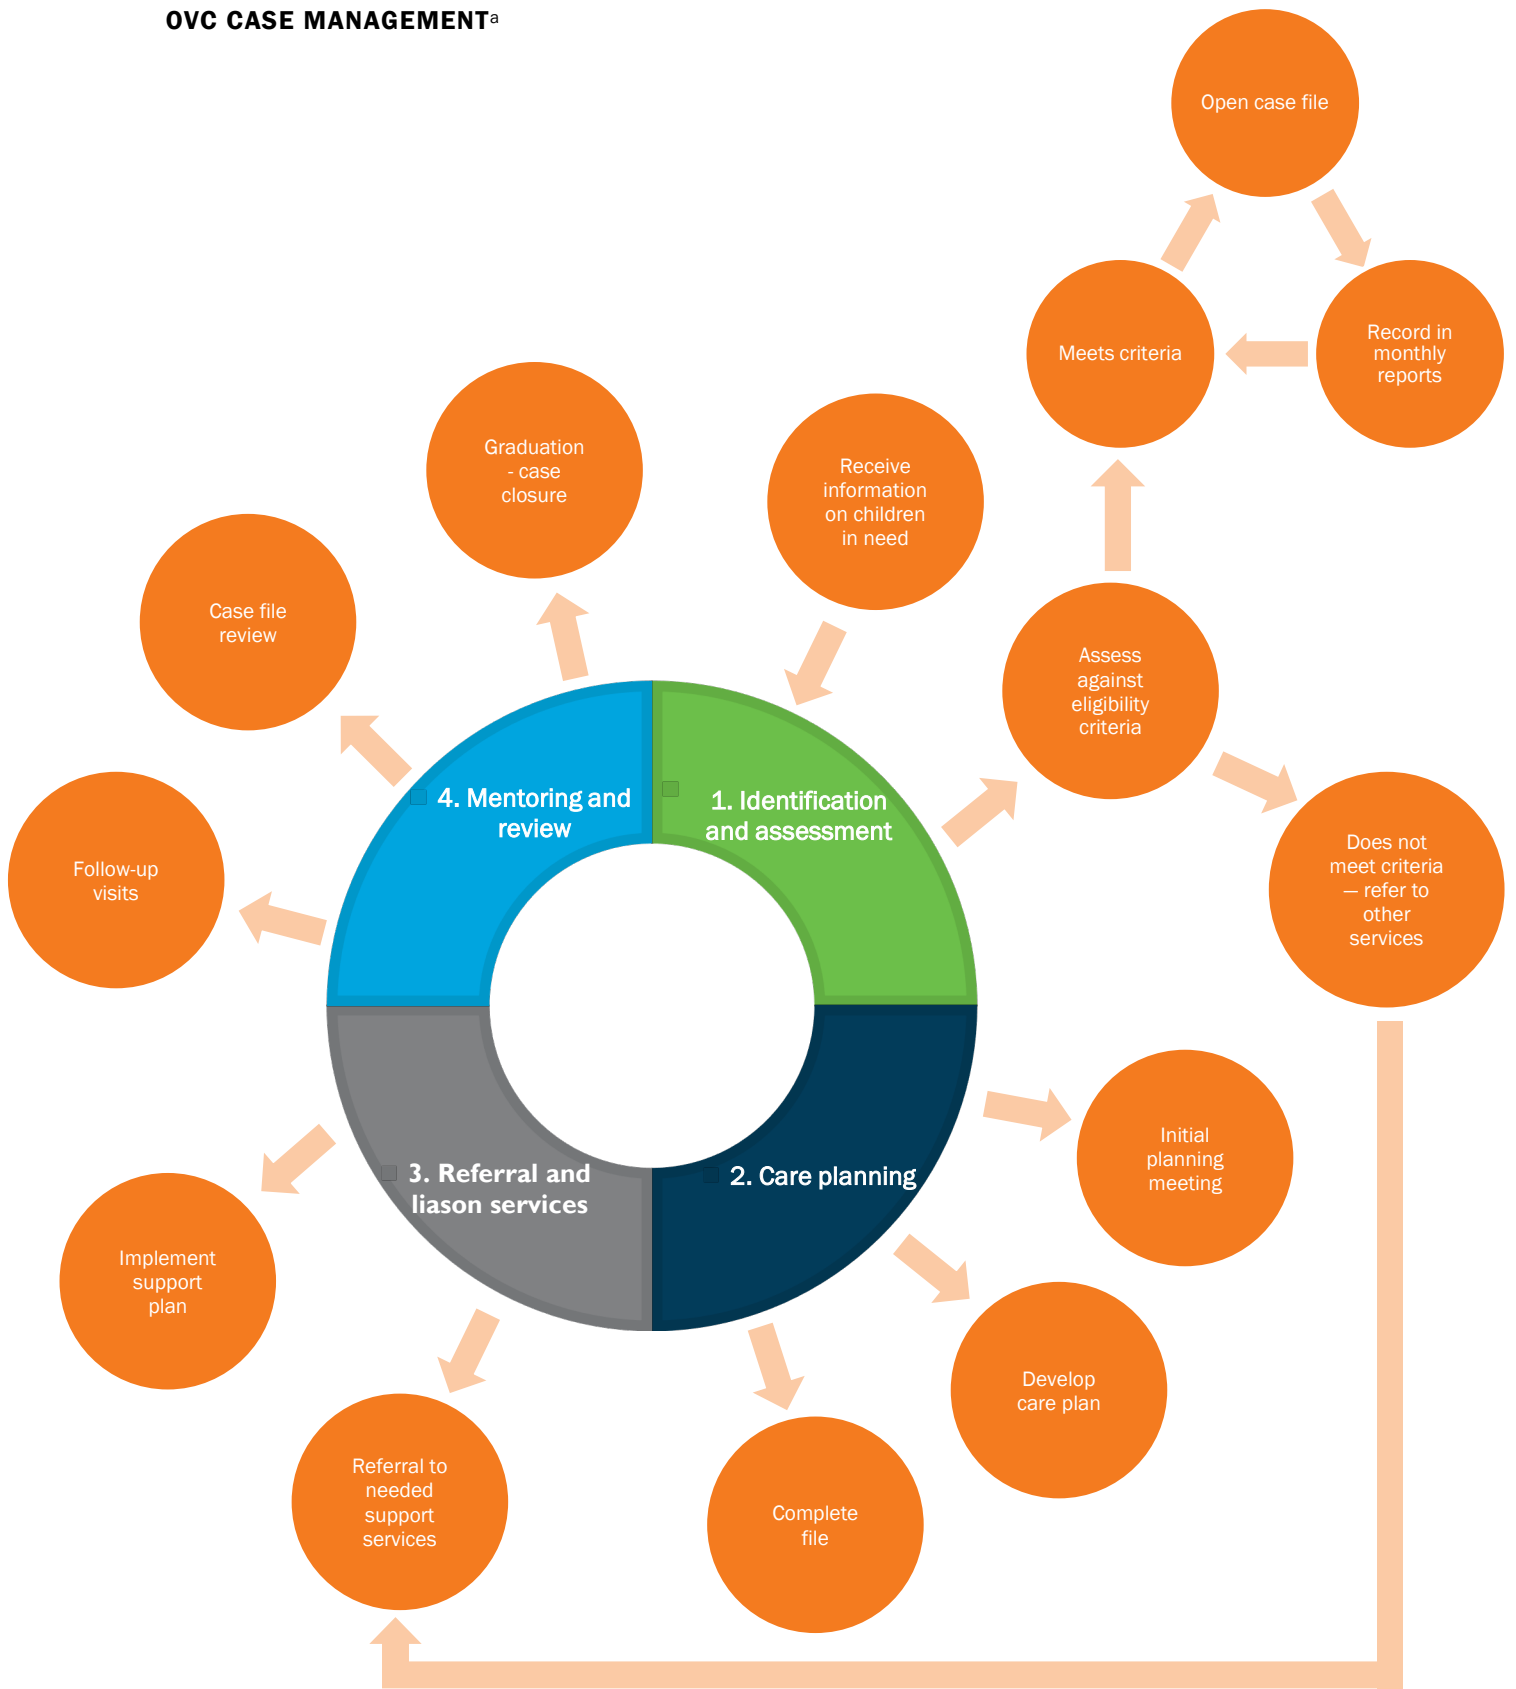 OVC CASE MANAGEMENTᵃ
Open case file
Meets criteria
Record in
monthly
reports
Graduation
- case
closure
Receive
information
on children
in need
Case file
review
Assess
against
eligibility
criteria
4. Mentoring and
review
1. Identification
and assessment
Follow-up
visits
Does not
meet criteria
— refer to
other
services
Initial
planning
meeting
3. Referral and
liason services
2. Care planning
Implement
support
plan
Develop
care plan
Referral to
needed
support
services
Complete
file